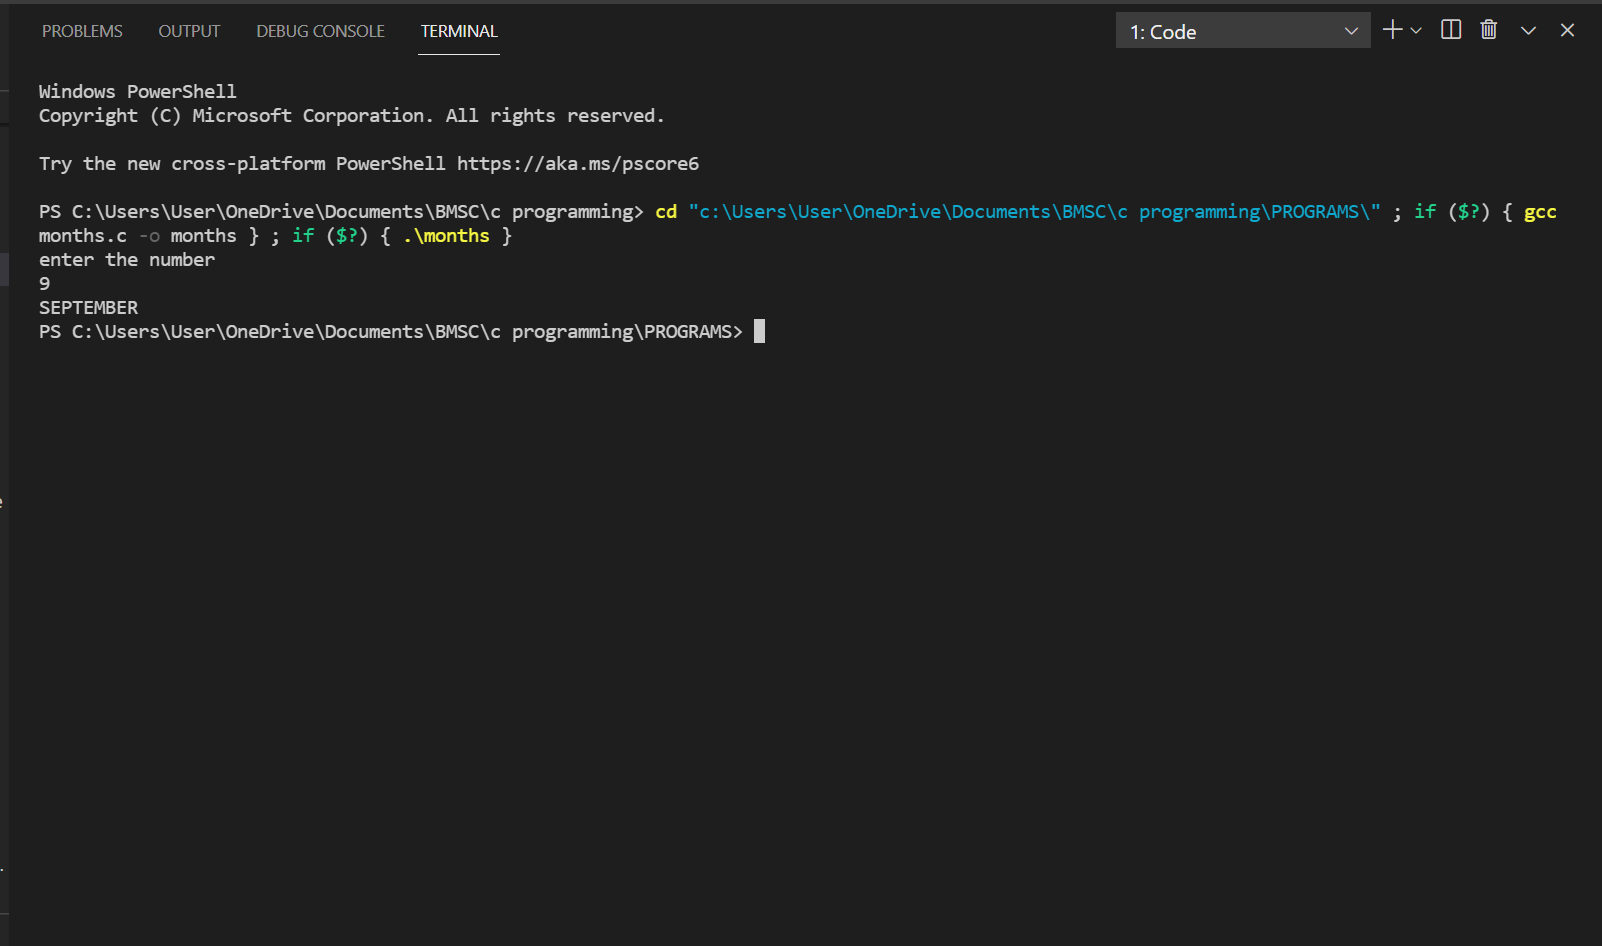 PROBLEMS OUTPUT DEBUG CONSOLE TERMINAL 1: Code
Windows PowerShell
Copyright (C) Microsoft Corporation. All rights reserved.
Try the new cross-platform PowerShell https://aka.ms/pscore6
PS C:\Users\User\OneDrive\Documents\BMSC\c programming> cd "c:\Users\User\OneDrive\Documents\BMSC\c programming\PROGRAMS\" ; if ($?) { gcc
months.c -o months } ; if ($?) { .\months }
enter the number
9
SEPTEMBER
PS C:\Users\User\OneDrive\Documents\BMSC\c programming\PROGRAMS>